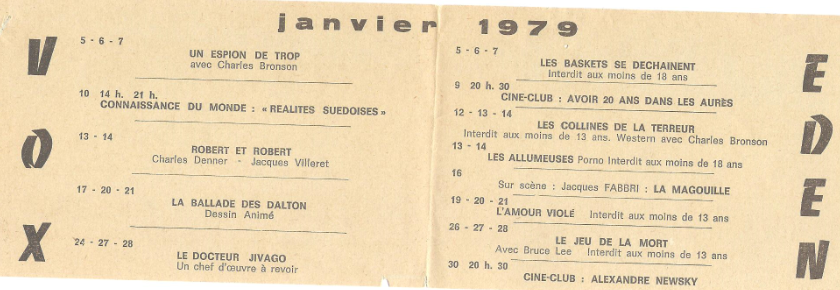 janvier 1979
VOX
5 - 6 - 7
UN ESPION DE TROP
avec Charles Bronson
10 14 h. 21 h.
CONNAISSANCE DU MONDE : « REALITES SUEDOISES »
13 - 14
ROBERT ET ROBERT
Charles Denner - Jacques Villeret
17 - 20 - 21
LA BALLADE DES DALTON
Dessin Animé
24 - 27 - 28
LE DOCTEUR JIVAGO
Un chef d'œuvre à revoir
EDEN
5 - 6 - 7
LES BASKETS SE DECHAINENT
Interdit aux moins de 18 ans
9 20 h. 30
CINE-CLUB : AVOIR 20 ANS DANS LES AURÈS
12 - 13 - 14
LES COLLINES DE LA TERREUR
Interdit aux moins de 13 ans. Western avec Charles Bronson
13 - 14
LES ALLUMEUSES Porno Interdit aux moins de 18 ans
16
Sur scène : Jacques FABBRI : LA MAGOUILLE
19 - 20 - 21
L'AMOUR VIOLÉ Interdit aux moins de 13 ans
26 - 27 - 28
LE JEU DE LA MORT
Avec Bruce Lee Interdit aux moins de 13 ans
30 20 h. 30
CINE-CLUB : ALEXANDRE NEWSKY